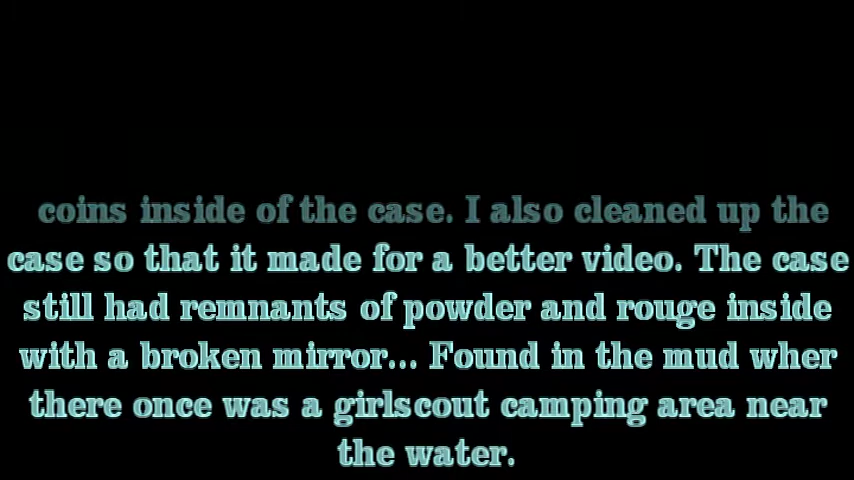 coins inside of the case. I also cleaned up the
case so that it made for a better video. The case
still had remnants of powder and rouge inside
with a broken mirror... Found in the mud wher
there once was a girlscout camping area near
the water.